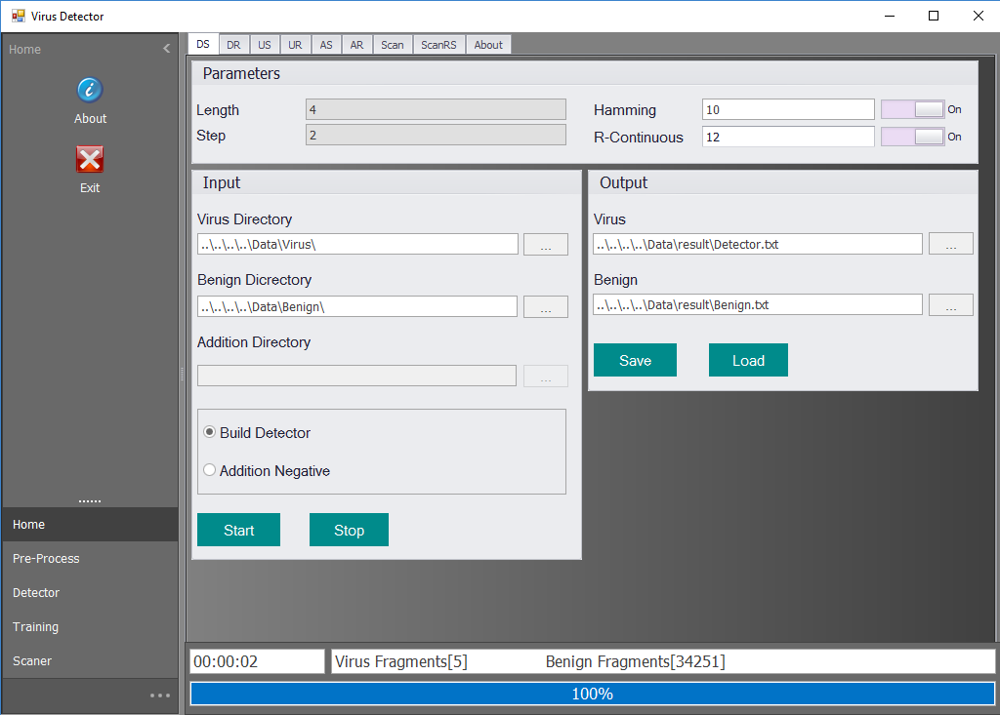 Virus Detector
Home
About
Exit
Home
Pre-Process
Detector
Training
Scaner
DS DR US UR AS AR Scan ScanRS About
Parameters
Length 4 Hamming 10 On
Step 2 R-Continuous 12 On
Input
Virus Directory
..\..\..\..\Data\Virus\ ...
Benign Dicrectory
..\..\..\..\Data\Benign\ ...
Addition Directory
...
Build Detector
Addition Negative
Start Stop
Output
Virus
..\..\..\..\Data\result\Detector.txt ...
Benign
..\..\..\..\Data\result\Benign.txt ...
Save Load
00:00:02 Virus Fragments[5] Benign Fragments[34251]
100%